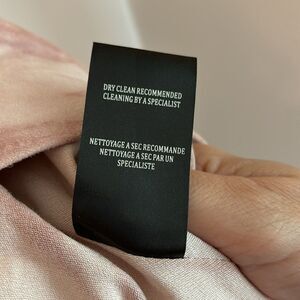 DRY CLEAN RECOMMENDED
CLEANING BY A SPECIALIST
NETTOYAGE A SEC RECOMMANDE
NETTOYAGE A SEC PAR UN
SPECIALISTE